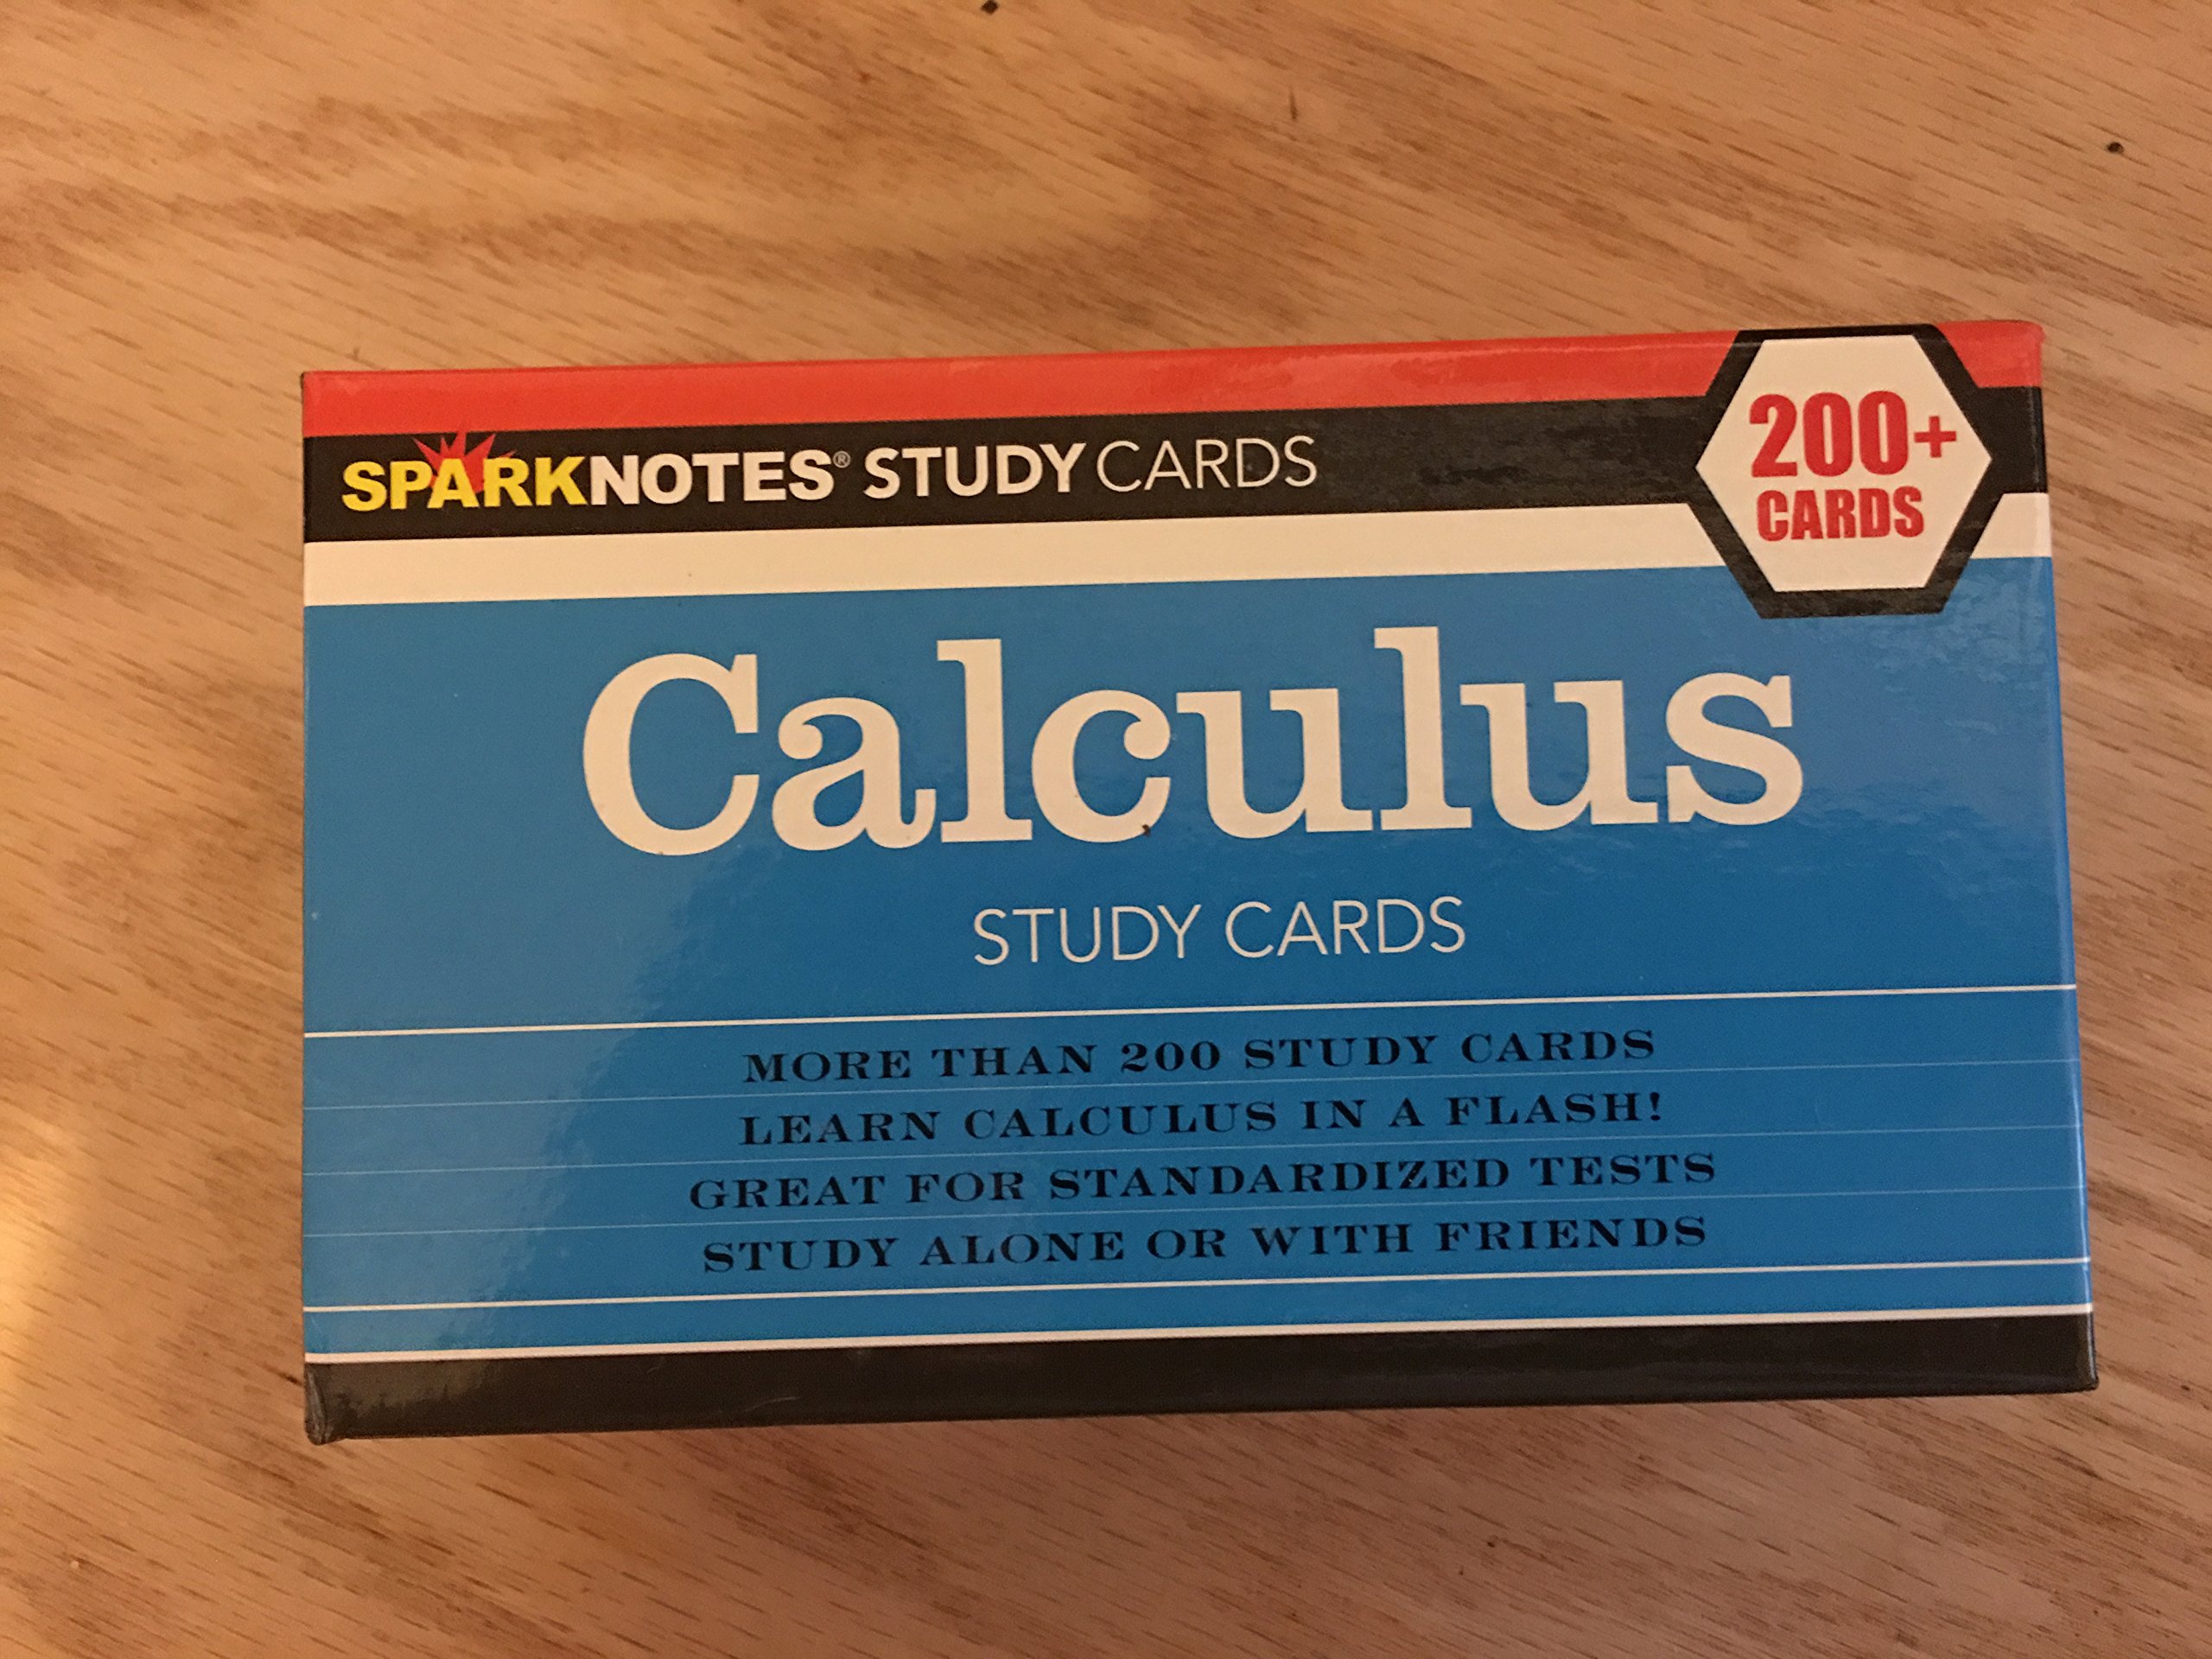 SPARKNOTES® STUDY CARDS
200+
CARDS
Calculus
STUDY CARDS
MORE THAN 200 STUDY CARDS
LEARN CALCULUS IN A FLASH!
GREAT FOR STANDARDIZED TESTS
STUDY ALONE OR WITH FRIENDS